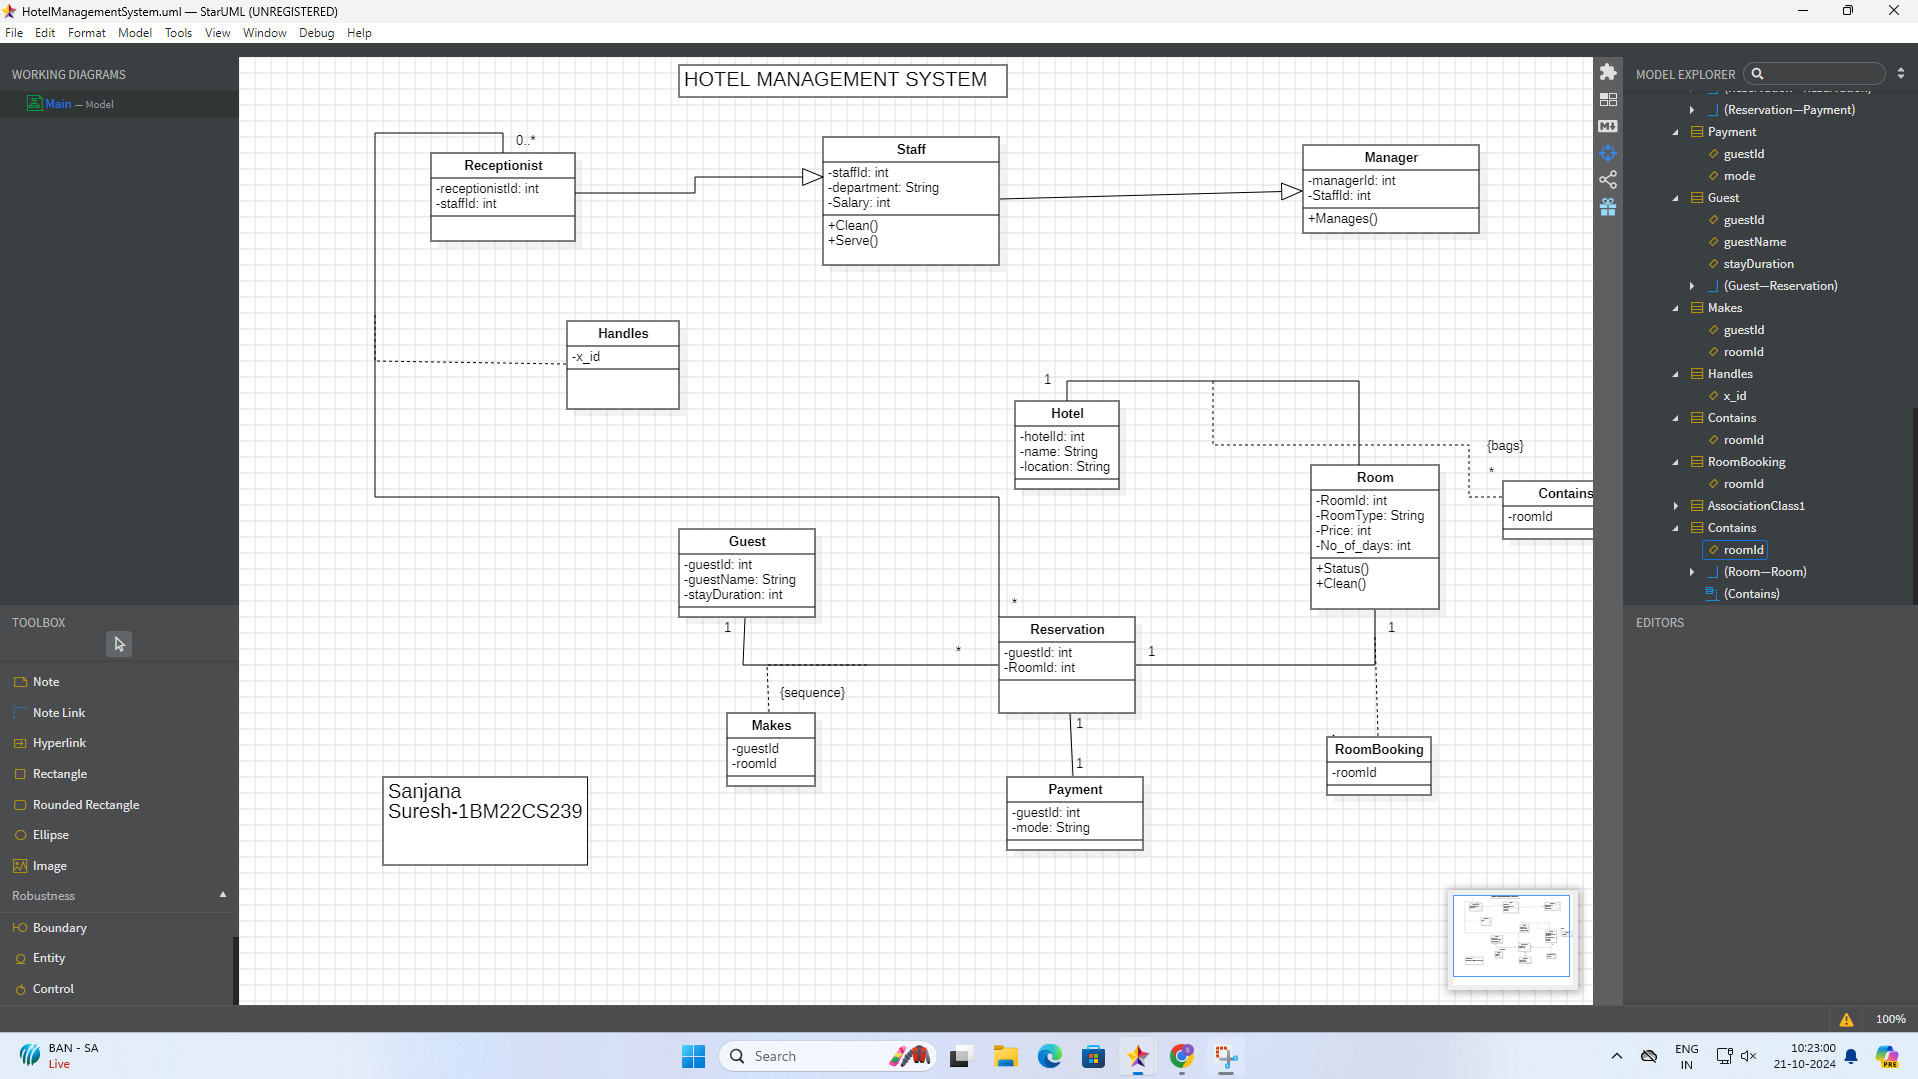 HotelManagementSystem.uml — StarUML (UNREGISTERED)
File Edit Format Model Tools View Window Debug Help
WORKING DIAGRAMS
Main — Model
TOOLBOX
Note
Note Link
Hyperlink
Rectangle
Rounded Rectangle
Ellipse
Image
Robustness
Boundary
Entity
Control
HOTEL MANAGEMENT SYSTEM
0..*
Receptionist
-receptionistId: int
-staffId: int
Staff
-staffId: int
-department: String
-Salary: int
+Clean()
+Serve()
Manager
-managerId: int
-StaffId: int
+Manages()
Handles
-x_id
1
Hotel
-hotelId: int
-name: String
-location: String
{bags}
*
Room
-RoomId: int
-RoomType: String
-Price: int
-No_of_days: int
+Status()
+Clean()
Contains
-roomId
Guest
-guestId: int
-guestName: String
-stayDuration: int
1
*
*
Reservation
-guestId: int
-RoomId: int
1
1
{sequence}
Makes
-guestId
-roomId
1
1
Payment
-guestId: int
-mode: String
RoomBooking
-roomId
Sanjana
Suresh-1BM22CS239
MODEL EXPLORER
(Reservation—Reservation)
(Reservation—Payment)
Payment
guestId
mode
Guest
guestId
guestName
stayDuration
(Guest—Reservation)
Makes
guestId
roomId
Handles
x_id
Contains
roomId
RoomBooking
roomId
AssociationClass1
Contains
roomId
(Room—Room)
(Contains)
EDITORS
100%
BAN - SA
Live
Search
ENG
IN
10:23:00
21-10-2024
PRE